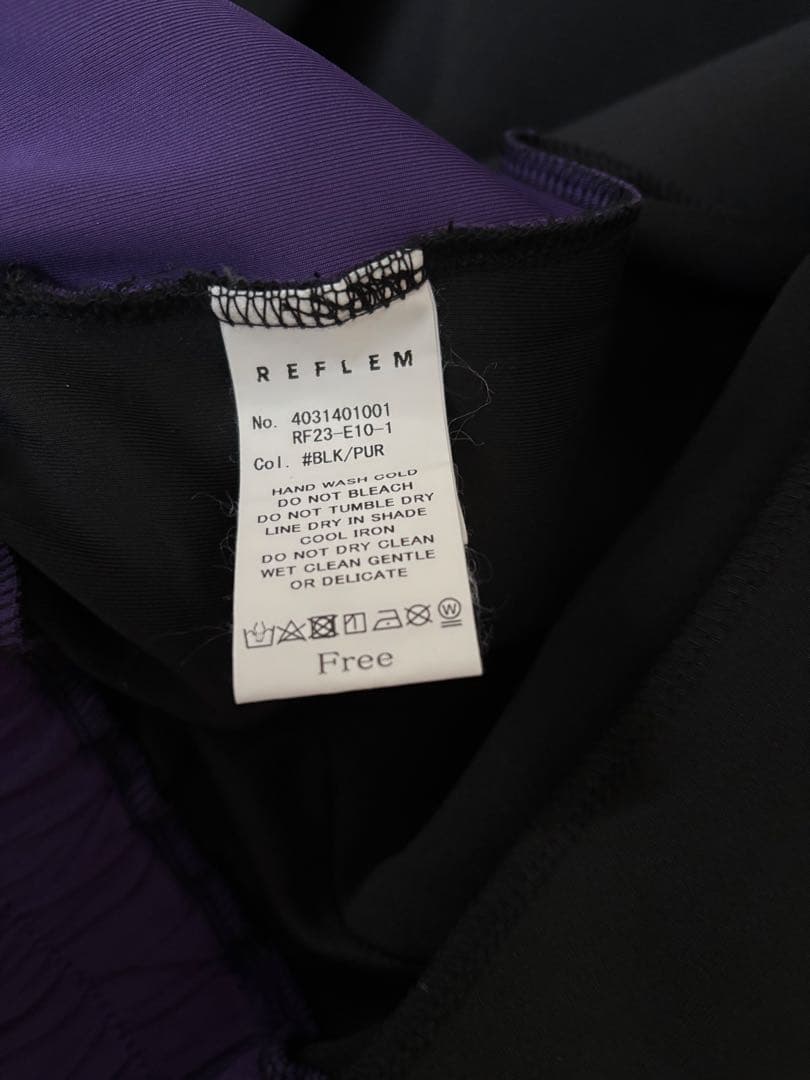 REFLEM
No. 4031401001
RF23-E10-1
Col. #BLK/PUR
HAND WASH COLD
DO NOT BLEACH
DO NOT TUMBLE DRY
LINE DRY IN SHADE
COOL IRON
DO NOT DRY CLEAN
WET CLEAN GENTLE
OR DELICATE
W
Free